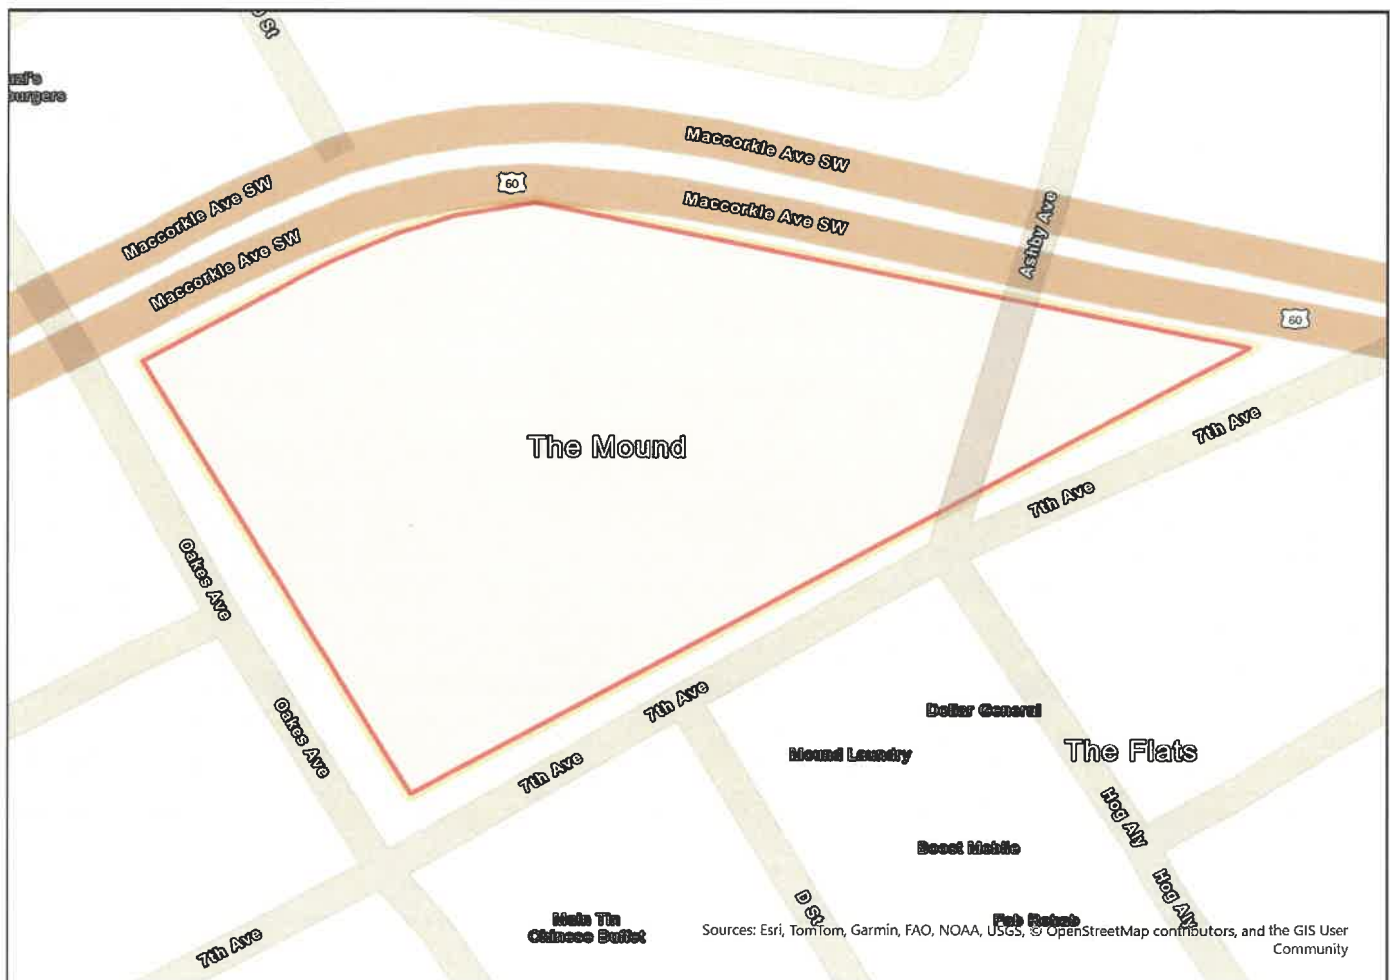 St
burgers
Maccorkle Ave SW
Maccorkle Ave SW
60
Maccorkle Ave SW
Maccorkle Ave SW
Ashby Ave
60
The Mound
7th Ave
7th Ave
Oakes Ave
Oakes Ave
7th Ave
7th Ave
Dollar General
Mound Laundry
The Flats
Hog Aly
Boost Mobile
Hog Aly
D St
Main Tin
Chinese Buffet
7th Ave
Sources: Esri, TomTom, Garmin, FAO, NOAA, USGS, © OpenStreetMap contributors, and the GIS User
Community